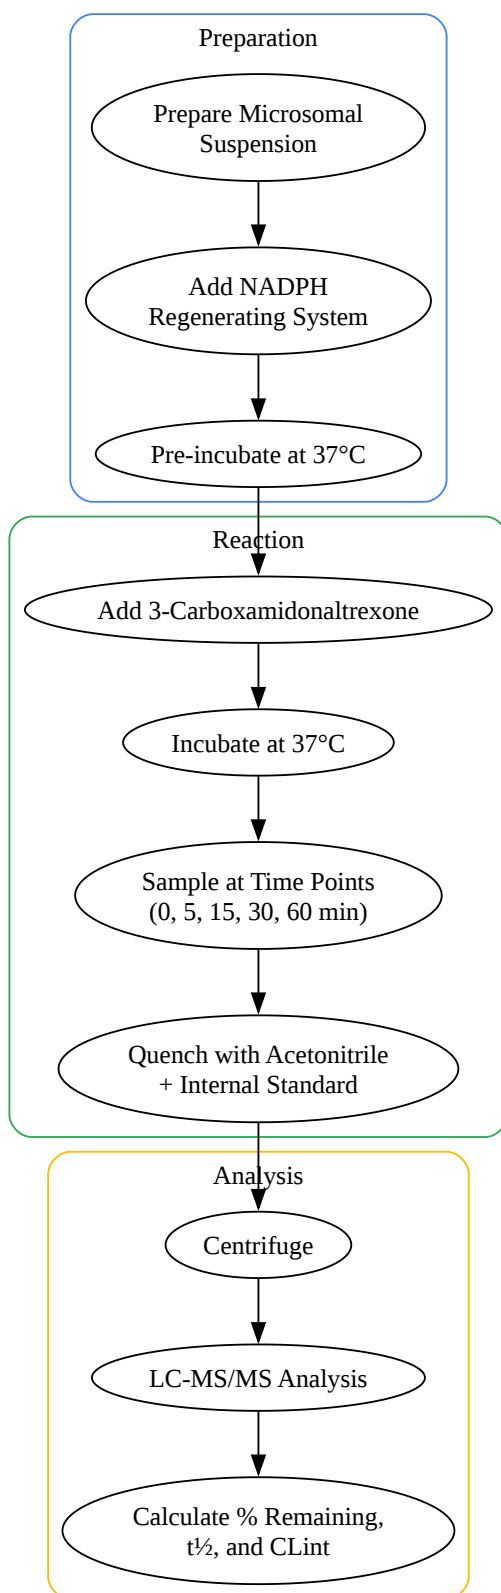 Preparation
Prepare Microsomal
Suspension
Add NADPH
Regenerating System
Pre-incubate at 37°C
Reaction
Add 3-Carboxamidonaltrexone
Incubate at 37°C
Sample at Time Points
(0, 5, 15, 30, 60 min)
Quench with Acetonitrile
+ Internal Standard
Analysis
Centrifuge
LC-MS/MS Analysis
Calculate % Remaining,
t½, and CLint